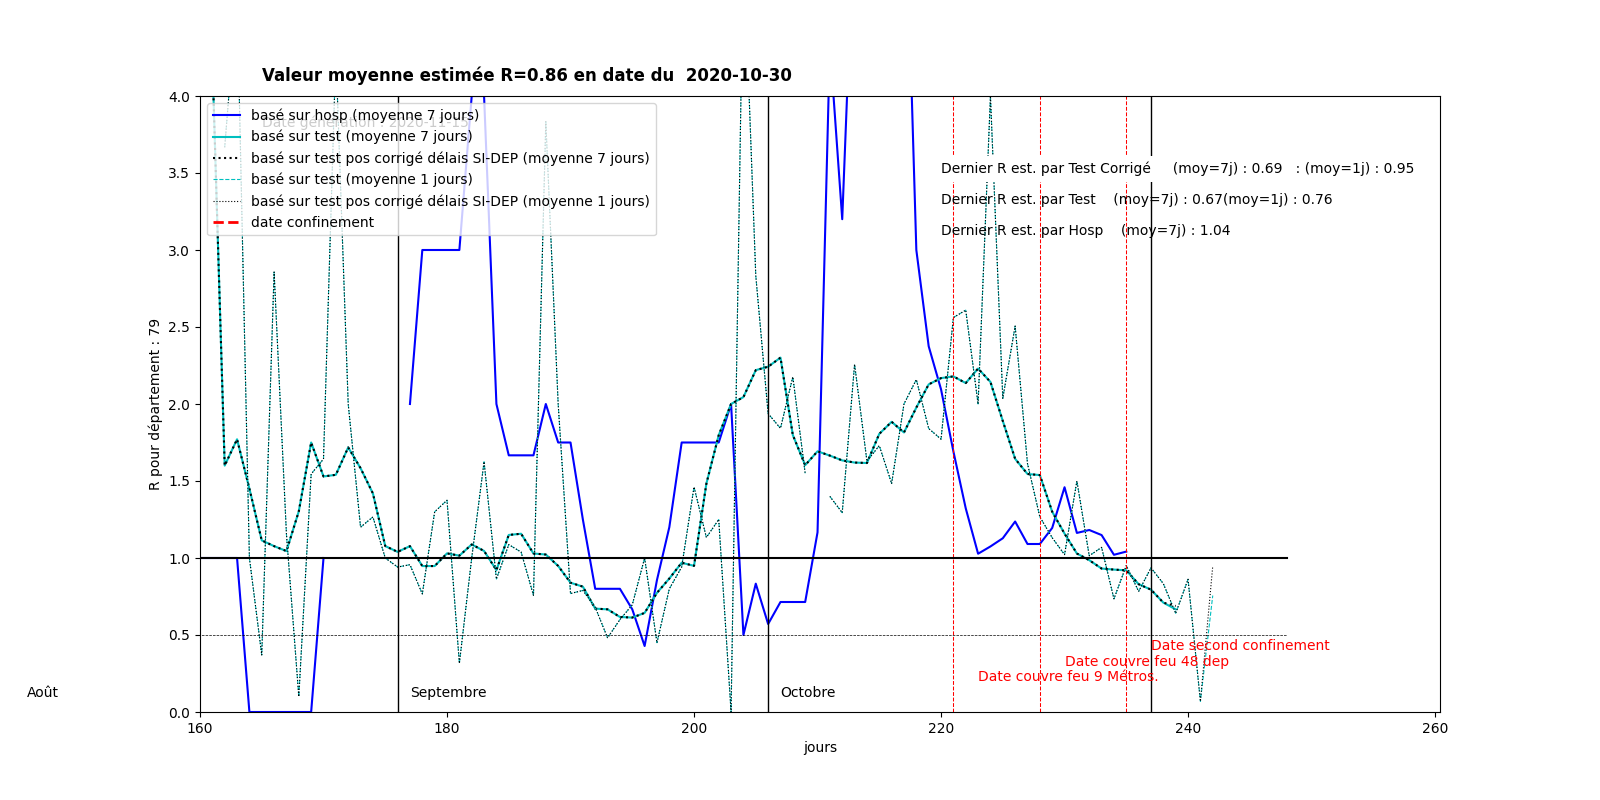 Valeur moyenne estimée R=0.86 en date du  2020-10-30
basé sur hosp (moyenne 7 jours)
basé sur test (moyenne 7 jours)
basé sur test pos corrigé délais SI-DEP (moyenne 7 jours)
basé sur test (moyenne 1 jours)
basé sur test pos corrigé délais SI-DEP (moyenne 1 jours)
date confinement
Dernier R est. par Test Corrigé     (moy=7j) : 0.69   : (moy=1j) : 0.95
Dernier R est. par Test    (moy=7j) : 0.67(moy=1j) : 0.76
Dernier R est. par Hosp    (moy=7j) : 1.04
R pour département : 79
4.0
3.5
3.0
2.5
2.0
1.5
1.0
0.5
0.0
Date second confinement
Date couvre feu 48 dep
Date couvre feu 9 Métros.
Août
Septembre
Octobre
160
180
200
220
240
260
jours